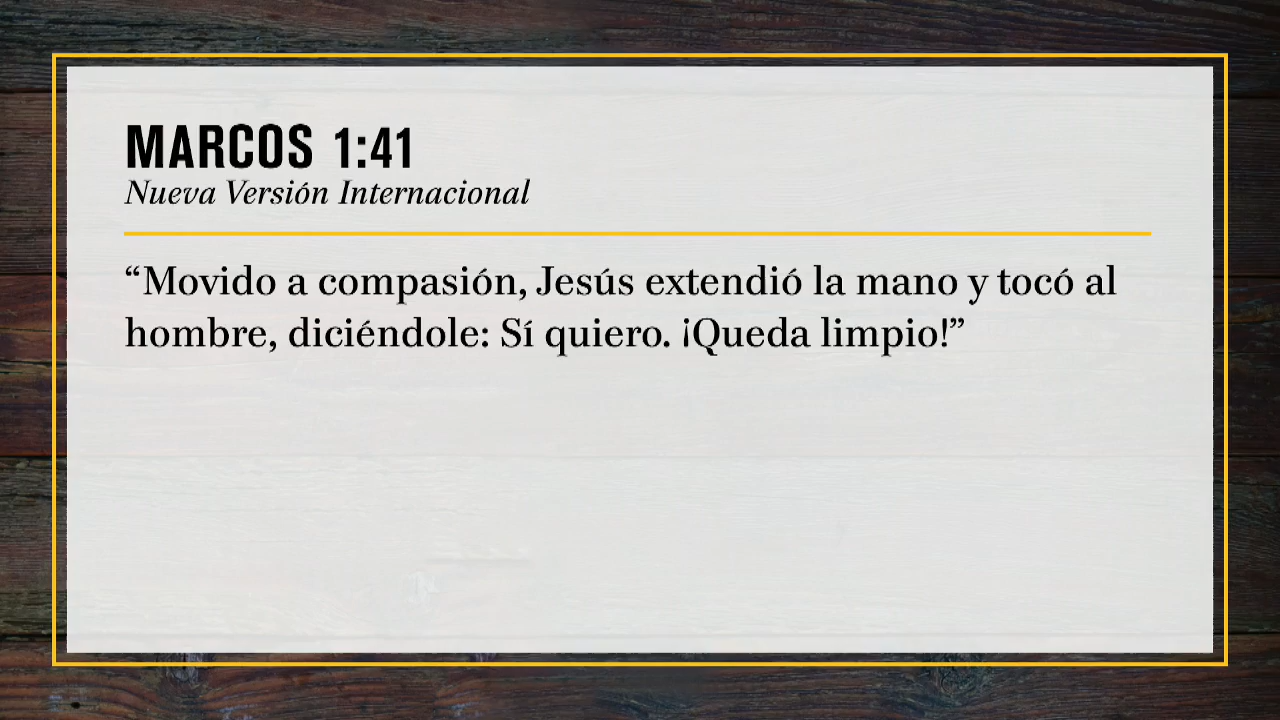 MARCOS 1:41
Nueva Versión Internacional
“Movido a compasión, Jesús extendió la mano y tocó al
hombre, diciéndole: Sí quiero. ¡Queda limpio!”